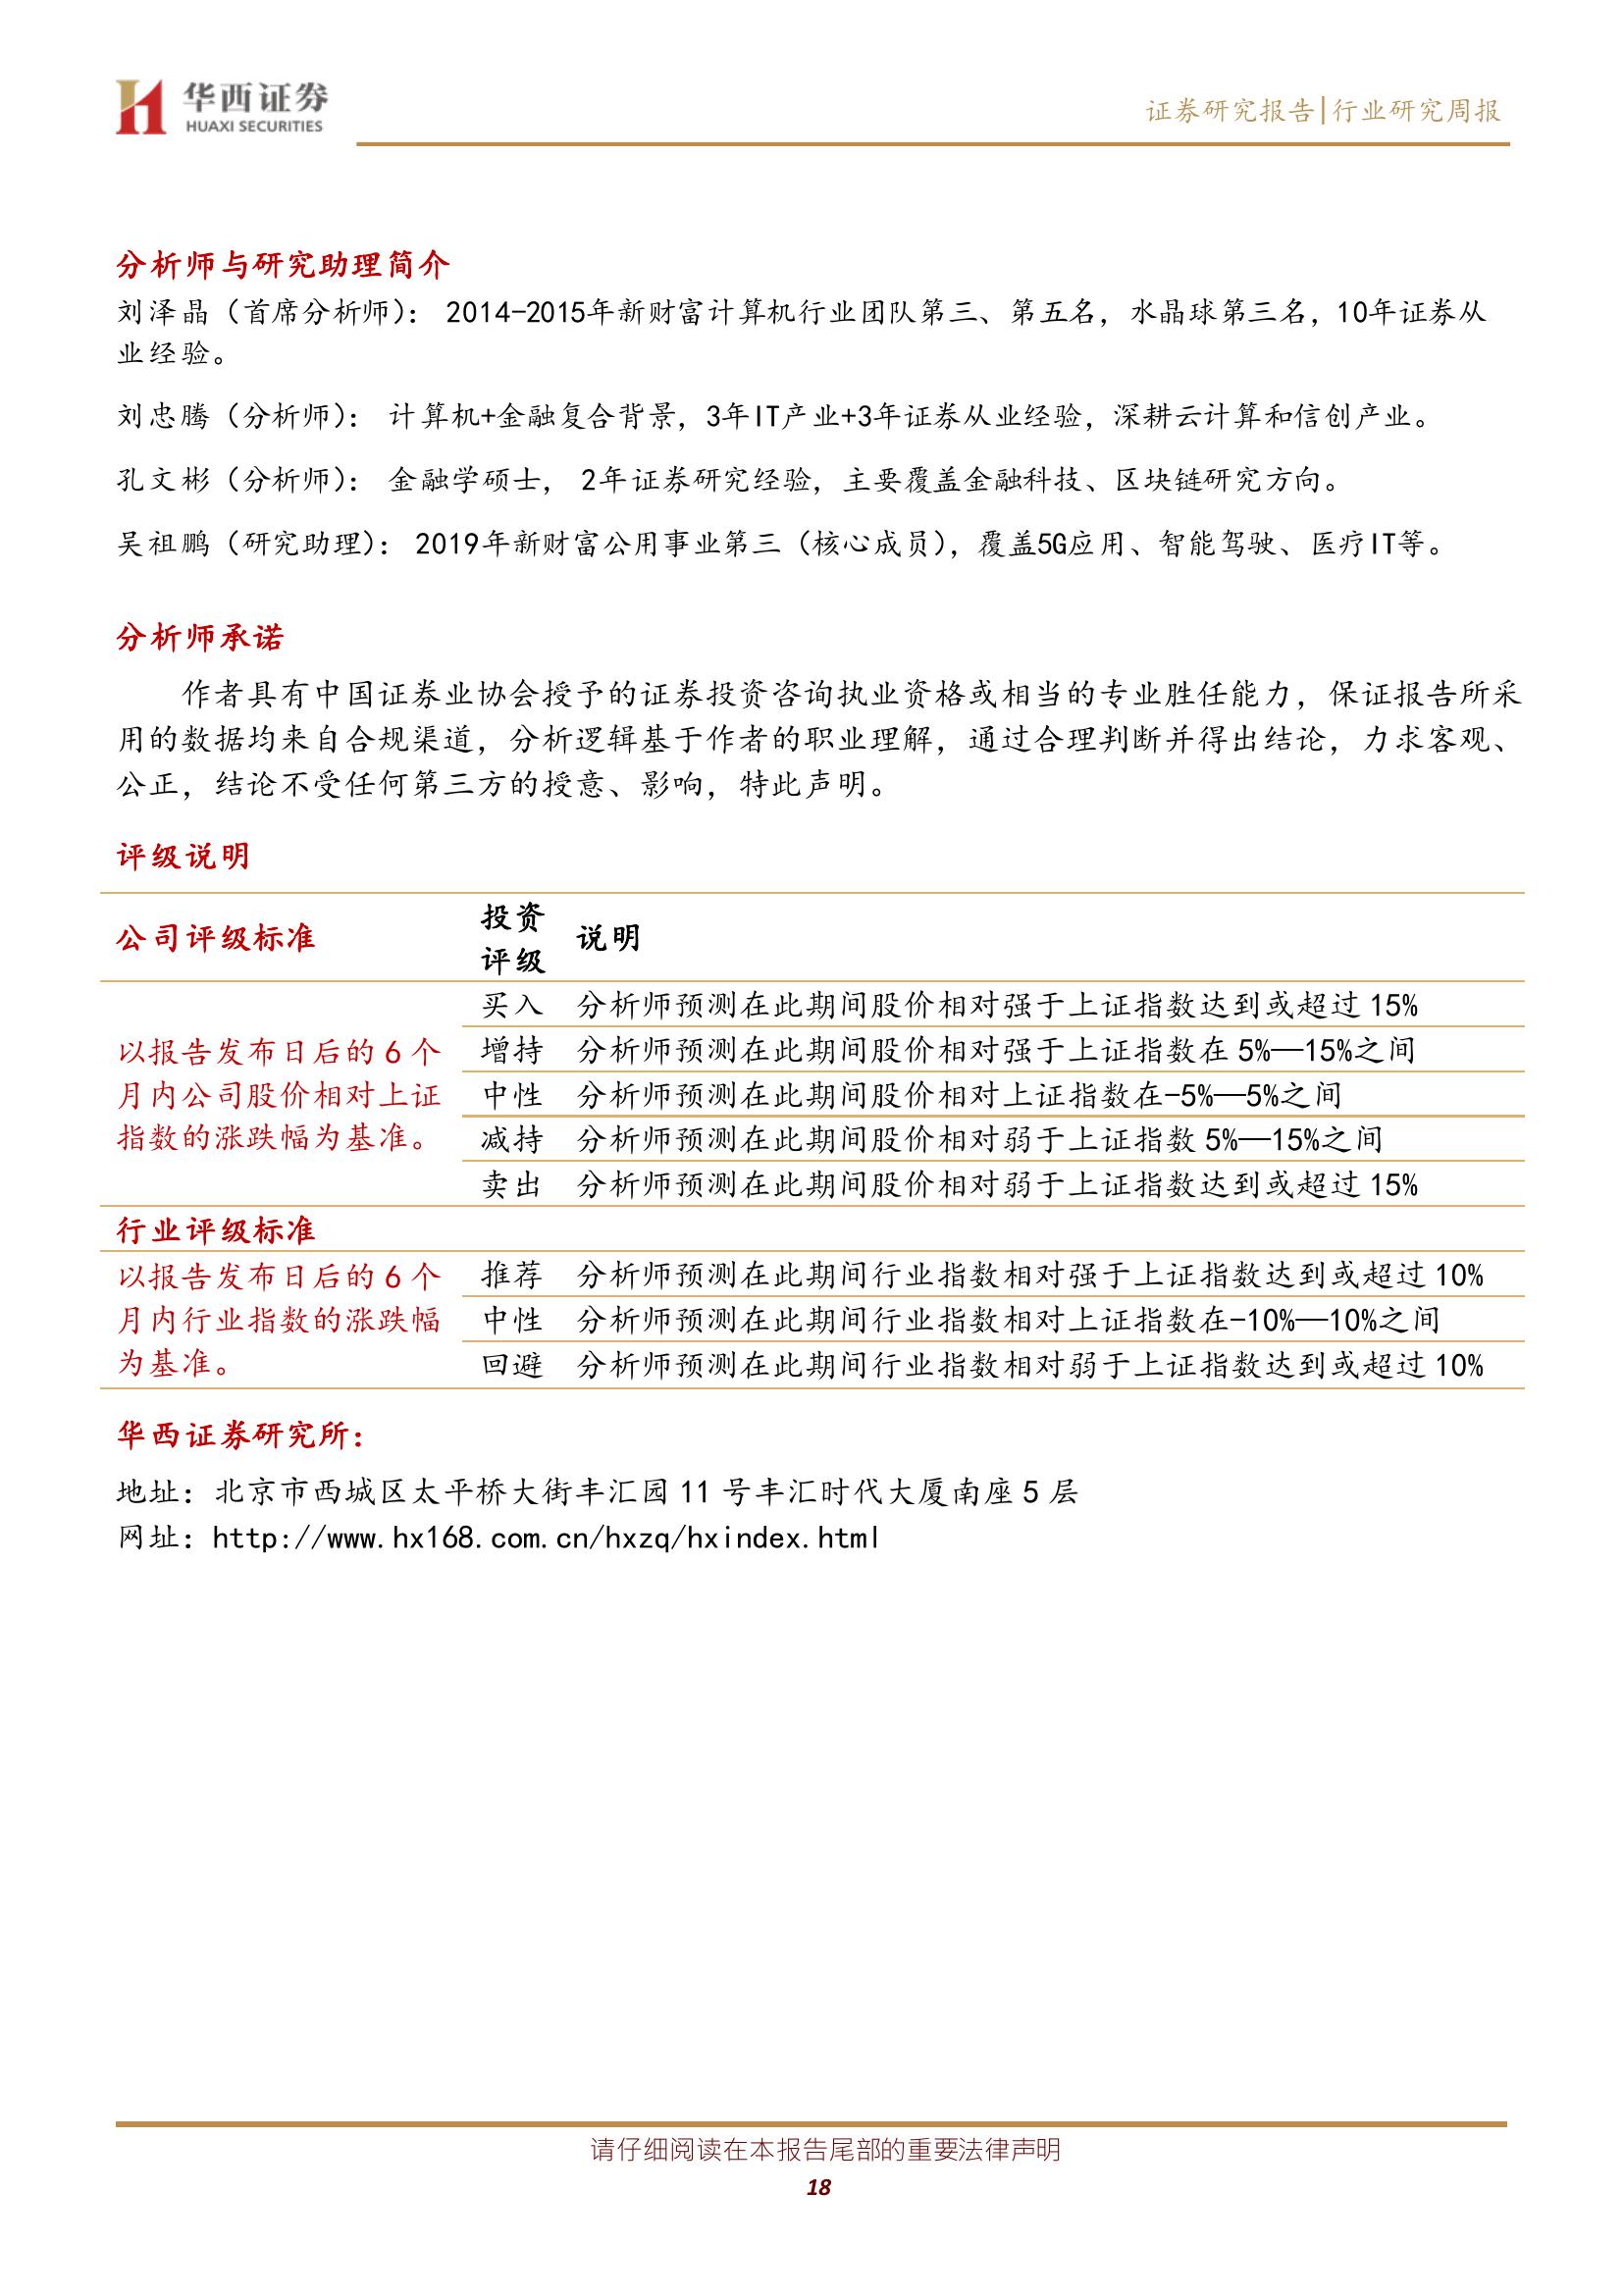 华西证券
HUAXI SECURITIES
证券研究报告|行业研究周报
分析师与研究助理简介
刘泽晶（首席分析师）： 2014-2015年新财富计算机行业团队第三、第五名，水晶球第三名，10年证券从
业经验。
刘忠腾（分析师）： 计算机+金融复合背景，3年IT产业+3年证券从业经验，深耕云计算和信创产业。
孔文彬（分析师）： 金融学硕士， 2年证券研究经验，主要覆盖金融科技、区块链研究方向。
吴祖鹏（研究助理）： 2019年新财富公用事业第三（核心成员），覆盖5G应用、智能驾驶、医疗IT等。
分析师承诺
作者具有中国证券业协会授予的证券投资咨询执业资格或相当的专业胜任能力，保证报告所采
用的数据均来自合规渠道，分析逻辑基于作者的职业理解，通过合理判断并得出结论，力求客观、
公正，结论不受任何第三方的授意、影响，特此声明。
评级说明
公司评级标准
投资
评级
说明
以报告发布日后的 6 个
月内公司股价相对上证
指数的涨跌幅为基准。
买入 分析师预测在此期间股价相对强于上证指数达到或超过 15%
增持 分析师预测在此期间股价相对强于上证指数在 5%—15%之间
中性 分析师预测在此期间股价相对上证指数在-5%—5%之间
减持 分析师预测在此期间股价相对弱于上证指数 5%—15%之间
卖出 分析师预测在此期间股价相对弱于上证指数达到或超过 15%
行业评级标准
以报告发布日后的 6 个
月内行业指数的涨跌幅
为基准。
推荐 分析师预测在此期间行业指数相对强于上证指数达到或超过 10%
中性 分析师预测在此期间行业指数相对上证指数在-10%—10%之间
回避 分析师预测在此期间行业指数相对弱于上证指数达到或超过 10%
华西证券研究所：
地址：北京市西城区太平桥大街丰汇园 11 号丰汇时代大厦南座 5 层
网址：http://www.hx168.com.cn/hxzq/hxindex.html
请仔细阅读在本报告尾部的重要法律声明
18